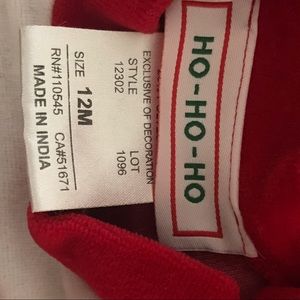 HO-HO-HO
EXCLUSIVE OF DECORATION
STYLE LOT
12302 1096
SIZE 12M
RN#110545 CA#51671
MADE IN INDIA